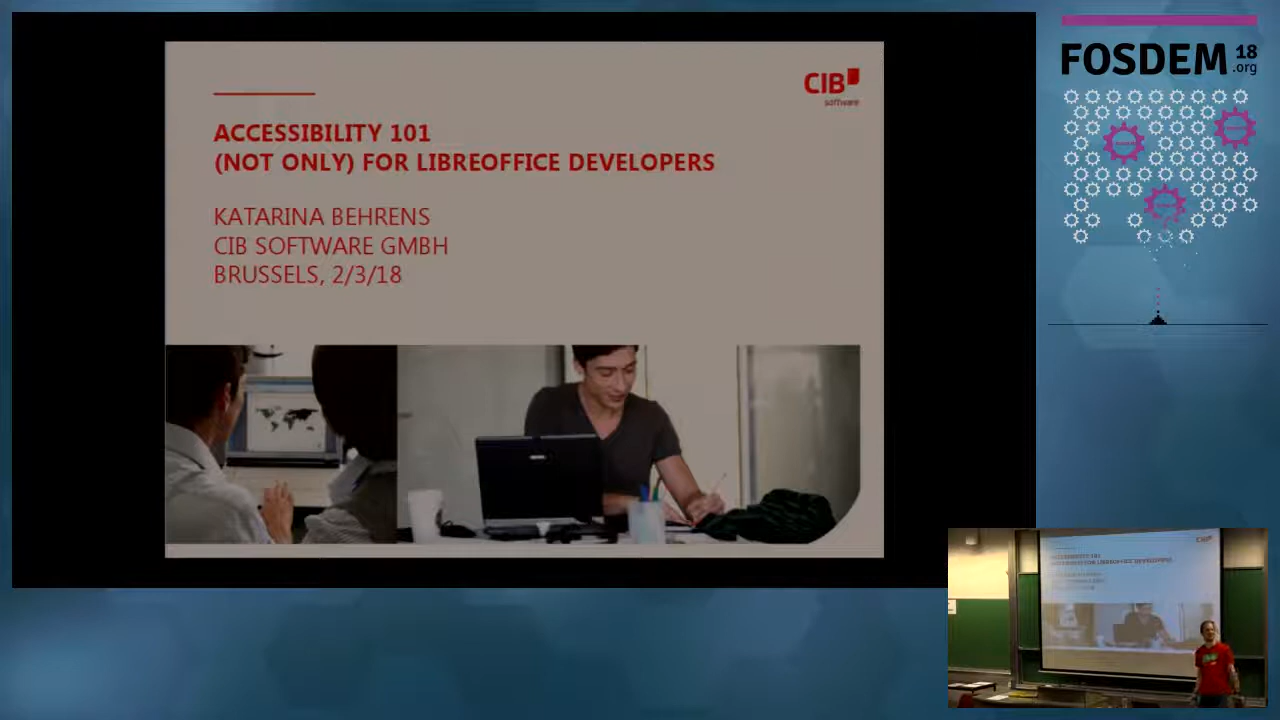 ACCESSIBILITY 101
(NOT ONLY) FOR LIBREOFFICE DEVELOPERS
KATARINA BEHRENS
CIB SOFTWARE GMBH
BRUSSELS, 2/3/18
CIB
software
FOSDEM 18
.org